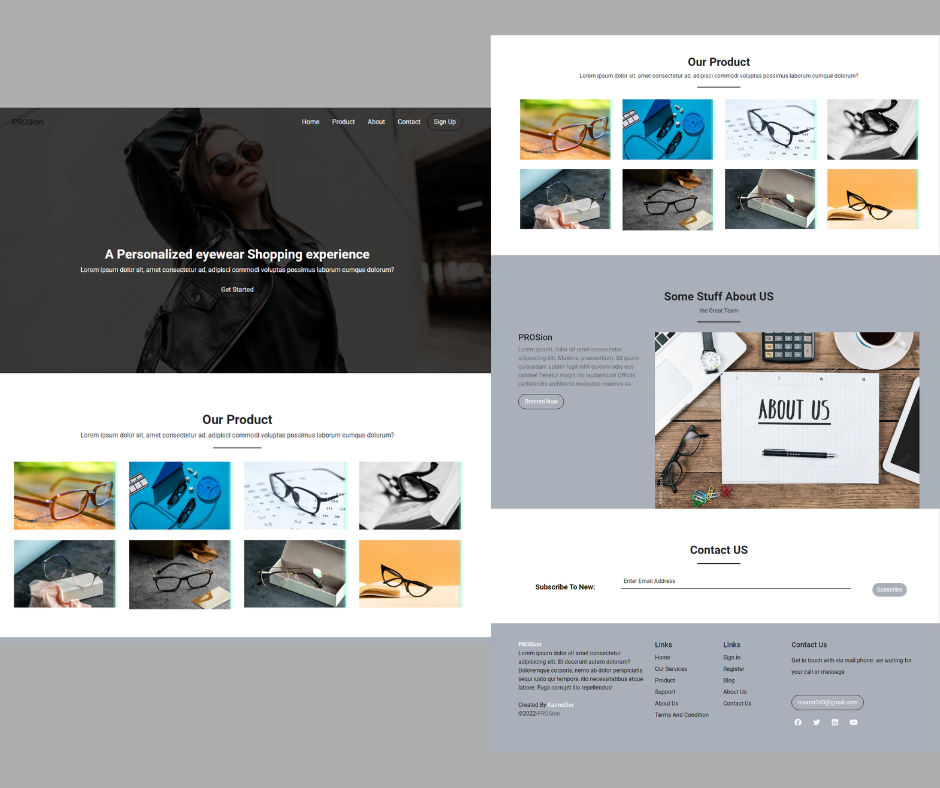 PROSion
Home Product About Contact Sign Up
A Personalized eyewear Shopping experience
Lorem ipsum dolor sit, amet consectetur ad, adipisci commodi voluptas possimus laborum cumque dolorum?
Get Started
Our Product
Lorem ipsum dolor sit, amet consectetur ad, adipisci commodi voluptas possimus laborum cumque dolorum?
Our Product
Lorem ipsum dolor sit, amet consectetur ad, adipisci commodi voluptas possimus laborum cumque dolorum?
Some Stuff About US
the Great Team
PROSion
Lorem ipsum, dolor sit amet consectetur
adipisicing elit. Maxime, praesentium. Sit quam
quibusdam autem fugit nihil quidem odio eos
ratione! Tenetur magni illo laudantium! Officiis
perferendis architecto molestias maiores ex.
Ordered Now
ABOUT US
Contact US
Subscribe To New:
Enter Email Address
Subscribe
PROSion
Lorem ipsum dolor sit amet consectetur
adipisicing elit. Et deserunt autem dolorum?
Doloremque corporis, nemo ab dolor perspiciatis
sequi iusto qui tempora, illo necessitatibus atque
labore. Fuga corrupti illo repellendus!
Created By KarmoDev
©2022-PROSion
Links
Home
Our Services
Product
Support
About Us
Terms And Condition
Links
Sign in
Register
Blog
About Us
Contact Us
Contact Us
Get in touch with via mail phone. we waiting for
your call or message